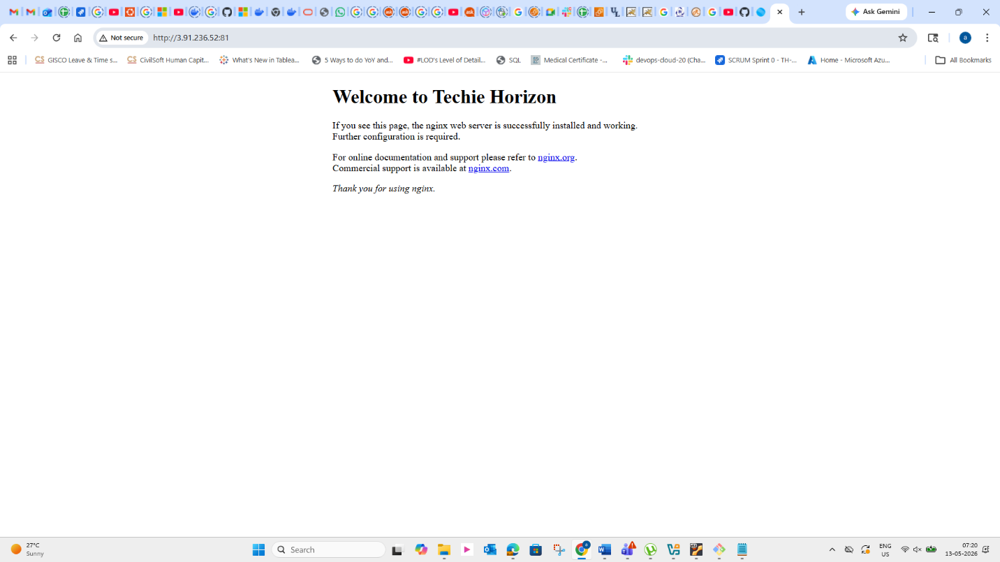 Ask Gemini
Not secure
http://3.91.236.52:81
a
GISCO Leave & Time s...
CivilSoft Human Capit...
What's New in Tablea...
5 Ways to do YoY and...
#LOD's Level of Detail...
SQL
Medical Certificate -...
devops-cloud-20 (Cha...
SCRUM Sprint 0 - TH-...
Home - Microsoft Azu...
All Bookmarks
Welcome to Techie Horizon
If you see this page, the nginx web server is successfully installed and working.
Further configuration is required.
For online documentation and support please refer to nginx.org.
Commercial support is available at nginx.com.
Thank you for using nginx.
27°C
Sunny
Search
ENG
US
07:20
13-05-2026